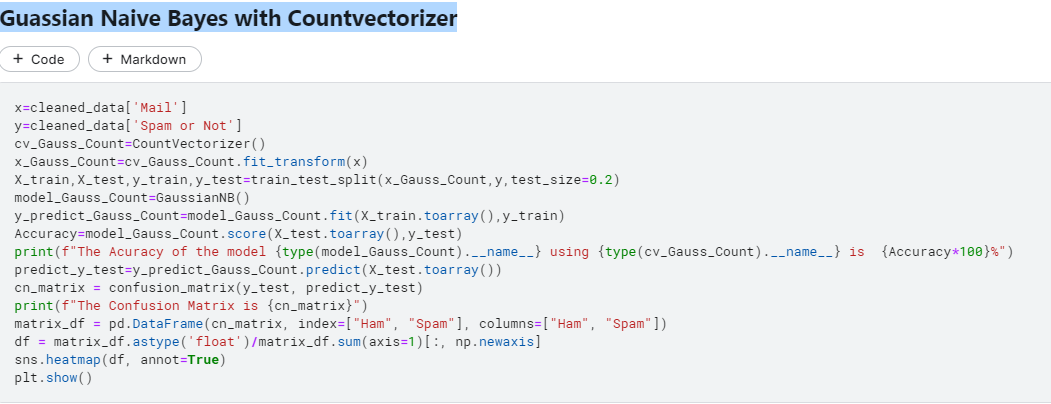 Guassian Naive Bayes with Countvectorizer
+ Code + Markdown
x=cleaned_data['Mail']
y=cleaned_data['Spam or Not']
cv_Gauss_Count=CountVectorizer()
x_Gauss_Count=cv_Gauss_Count.fit_transform(x)
X_train,X_test,y_train,y_test=train_test_split(x_Gauss_Count,y,test_size=0.2)
model_Gauss_Count=GaussianNB()
y_predict_Gauss_Count=model_Gauss_Count.fit(X_train.toarray(),y_train)
Accuracy=model_Gauss_Count.score(X_test.toarray(),y_test)
print(f"The Acuracy of the model {type(model_Gauss_Count).__name__} using {type(cv_Gauss_Count).__name__} is  {Accuracy*100}%")
predict_y_test=y_predict_Gauss_Count.predict(X_test.toarray())
cn_matrix = confusion_matrix(y_test, predict_y_test)
print(f"The Confusion Matrix is {cn_matrix}")
matrix_df = pd.DataFrame(cn_matrix, index=["Ham", "Spam"], columns=["Ham", "Spam"])
df = matrix_df.astype('float')/matrix_df.sum(axis=1)[:, np.newaxis]
sns.heatmap(df, annot=True)
plt.show()